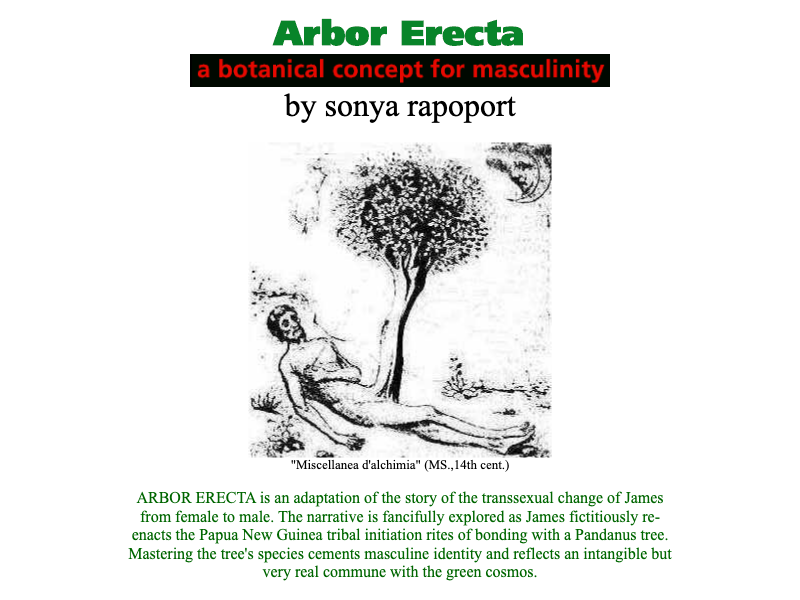 Arbor Erecta
a botanical concept for masculinity
by sonya rapoport
"Miscellanea d'alchimia" (MS.,14th cent.)
ARBOR ERECTA is an adaptation of the story of the transsexual change of James
from female to male. The narrative is fancifully explored as James fictitiously re-
enacts the Papua New Guinea tribal initiation rites of bonding with a Pandanus tree.
Mastering the tree's species cements masculine identity and reflects an intangible but
very real commune with the green cosmos.